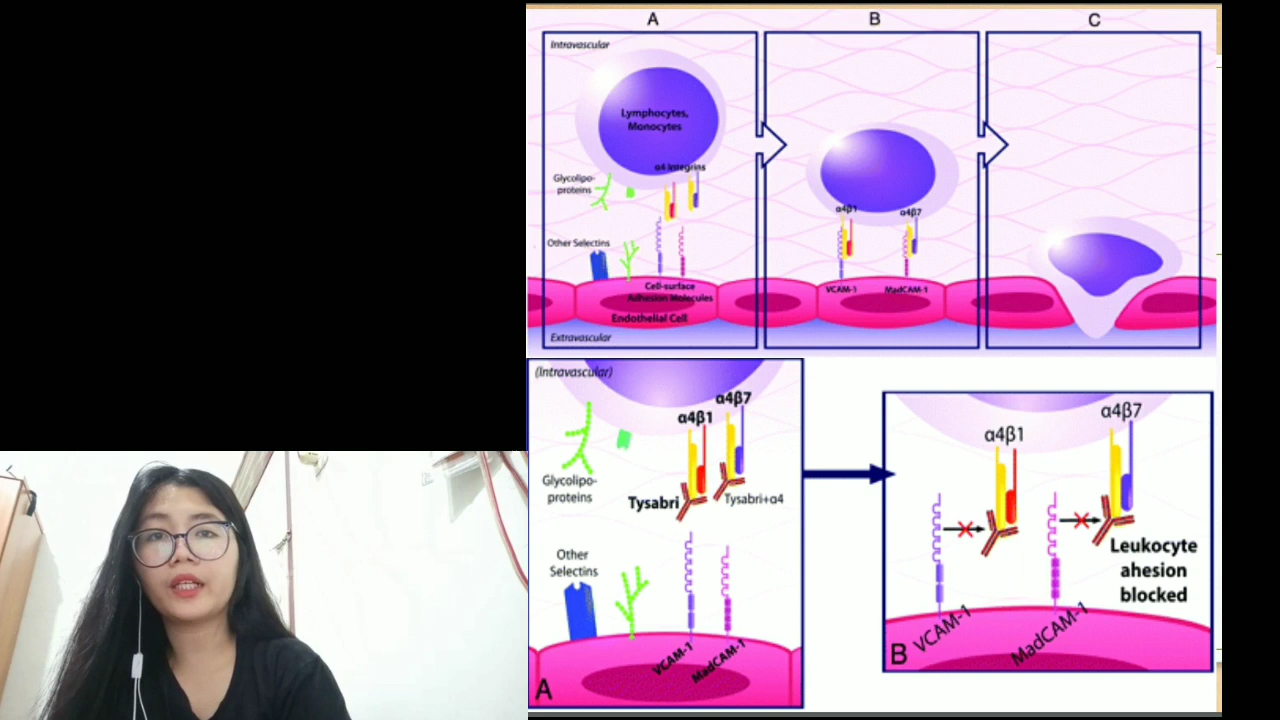 A
B
C
Intravascular
Lymphocytes,
Monocytes
α4 Integrins
Glycolipo-
proteins
Other Selectins
Cell-surface
Adhesion Molecules
Endothelial Cell
Extravascular
α4β1
α4β7
VCAM-1
MadCAM-1
(Intravascular)
α4β7
α4β1
Glycolipo-
proteins
Tysabri
Tysabri+α4
Other
Selectins
VCAM-1
MadCAM-1
A
α4β7
α4β1
Leukocyte
ahesion
blocked
VCAM-1
MadCAM-1
B